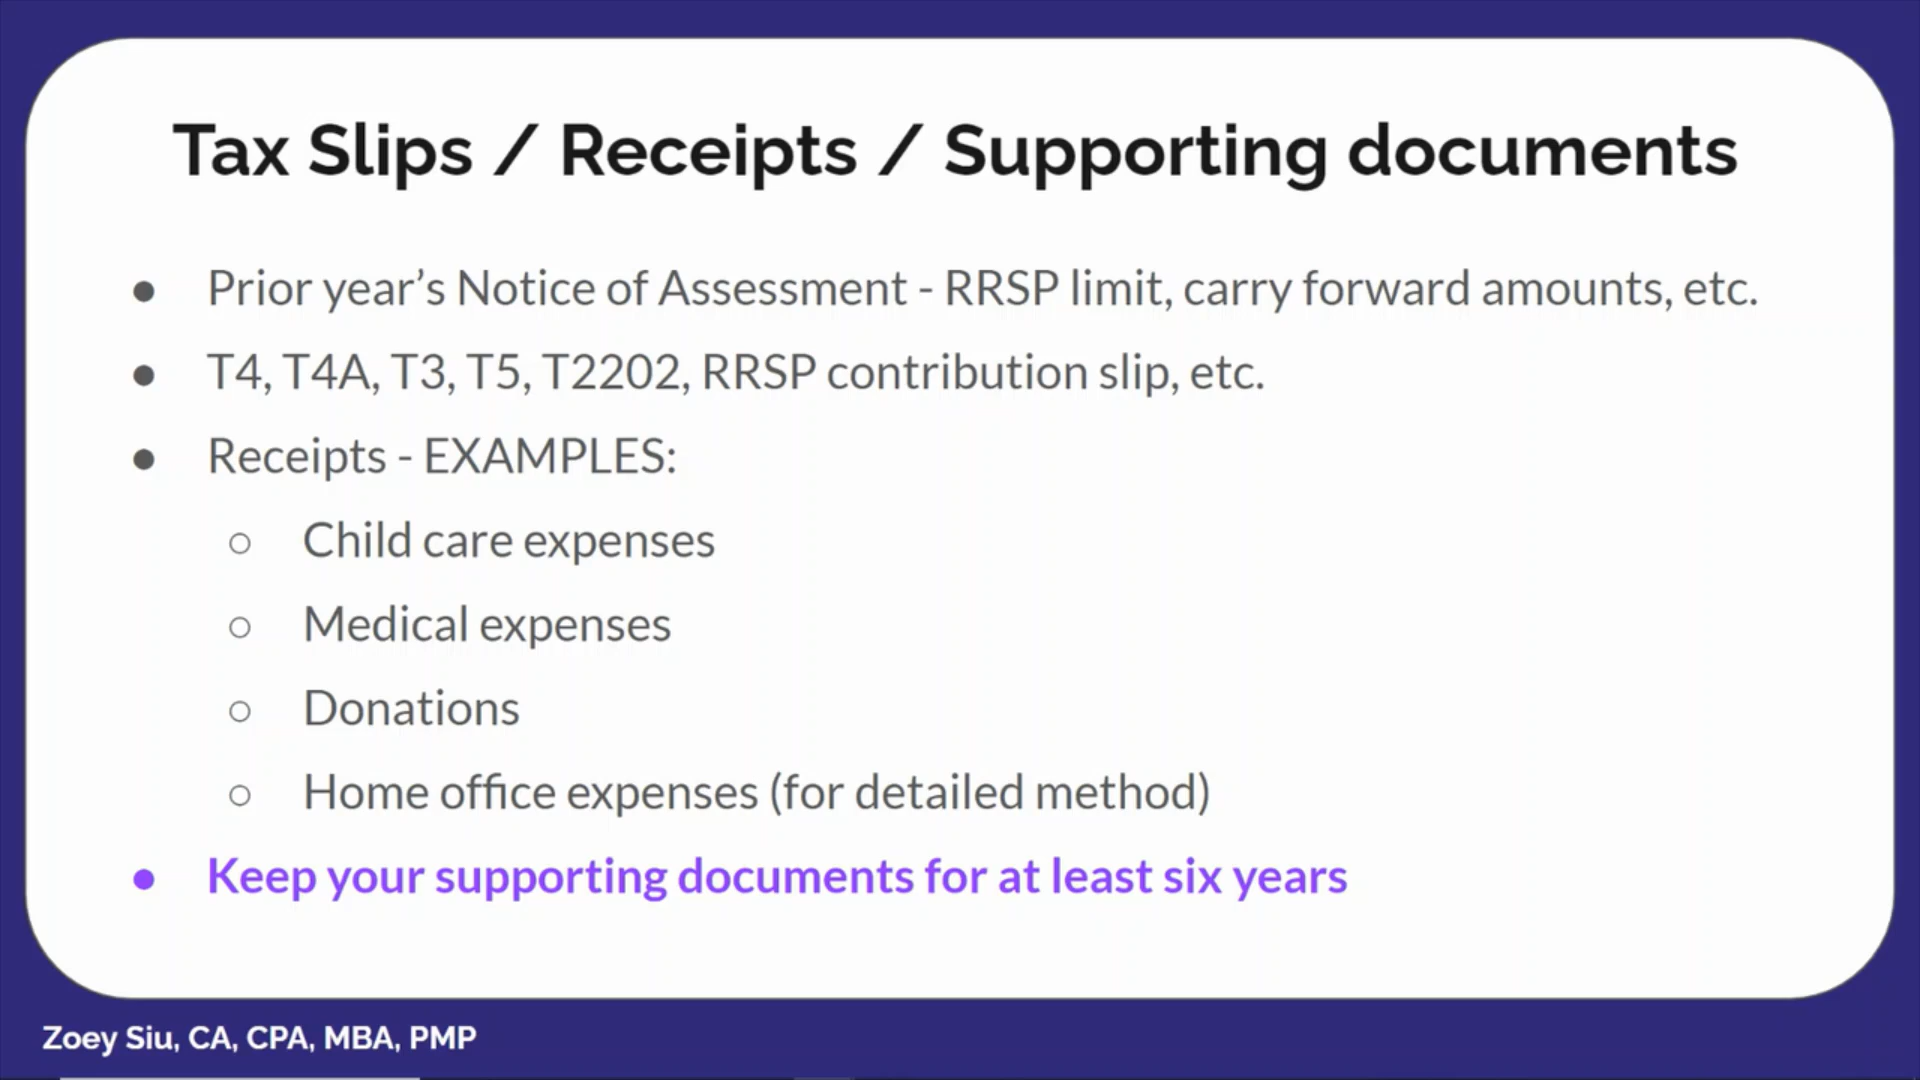 Tax Slips / Receipts / Supporting documents
● Prior year’s Notice of Assessment - RRSP limit, carry forward amounts, etc.
● T4, T4A, T3, T5, T2202, RRSP contribution slip, etc.
● Receipts - EXAMPLES:
○ Child care expenses
○ Medical expenses
○ Donations
○ Home office expenses (for detailed method)
● Keep your supporting documents for at least six years
Zoey Siu, CA, CPA, MBA, PMP